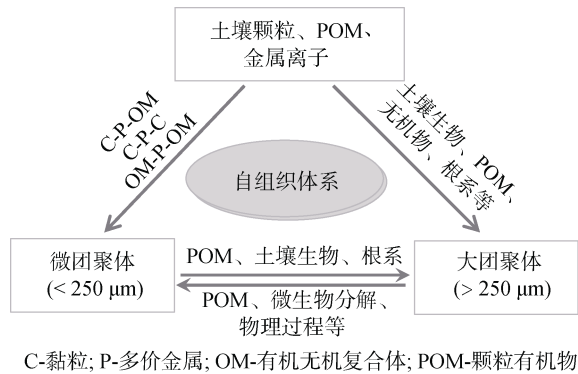 土壤颗粒、POM、
金属离子
C-P-OM
C-P-C
OM-P-OM
土壤生物、POM、
无机物、根系等
自组织体系
微团聚体
(< 250 μm)
POM、土壤生物、根系
POM、微生物分解、
物理过程等
大团聚体
(> 250 μm)
C-黏粒; P-多价金属; OM-有机无机复合体; POM-颗粒有机物